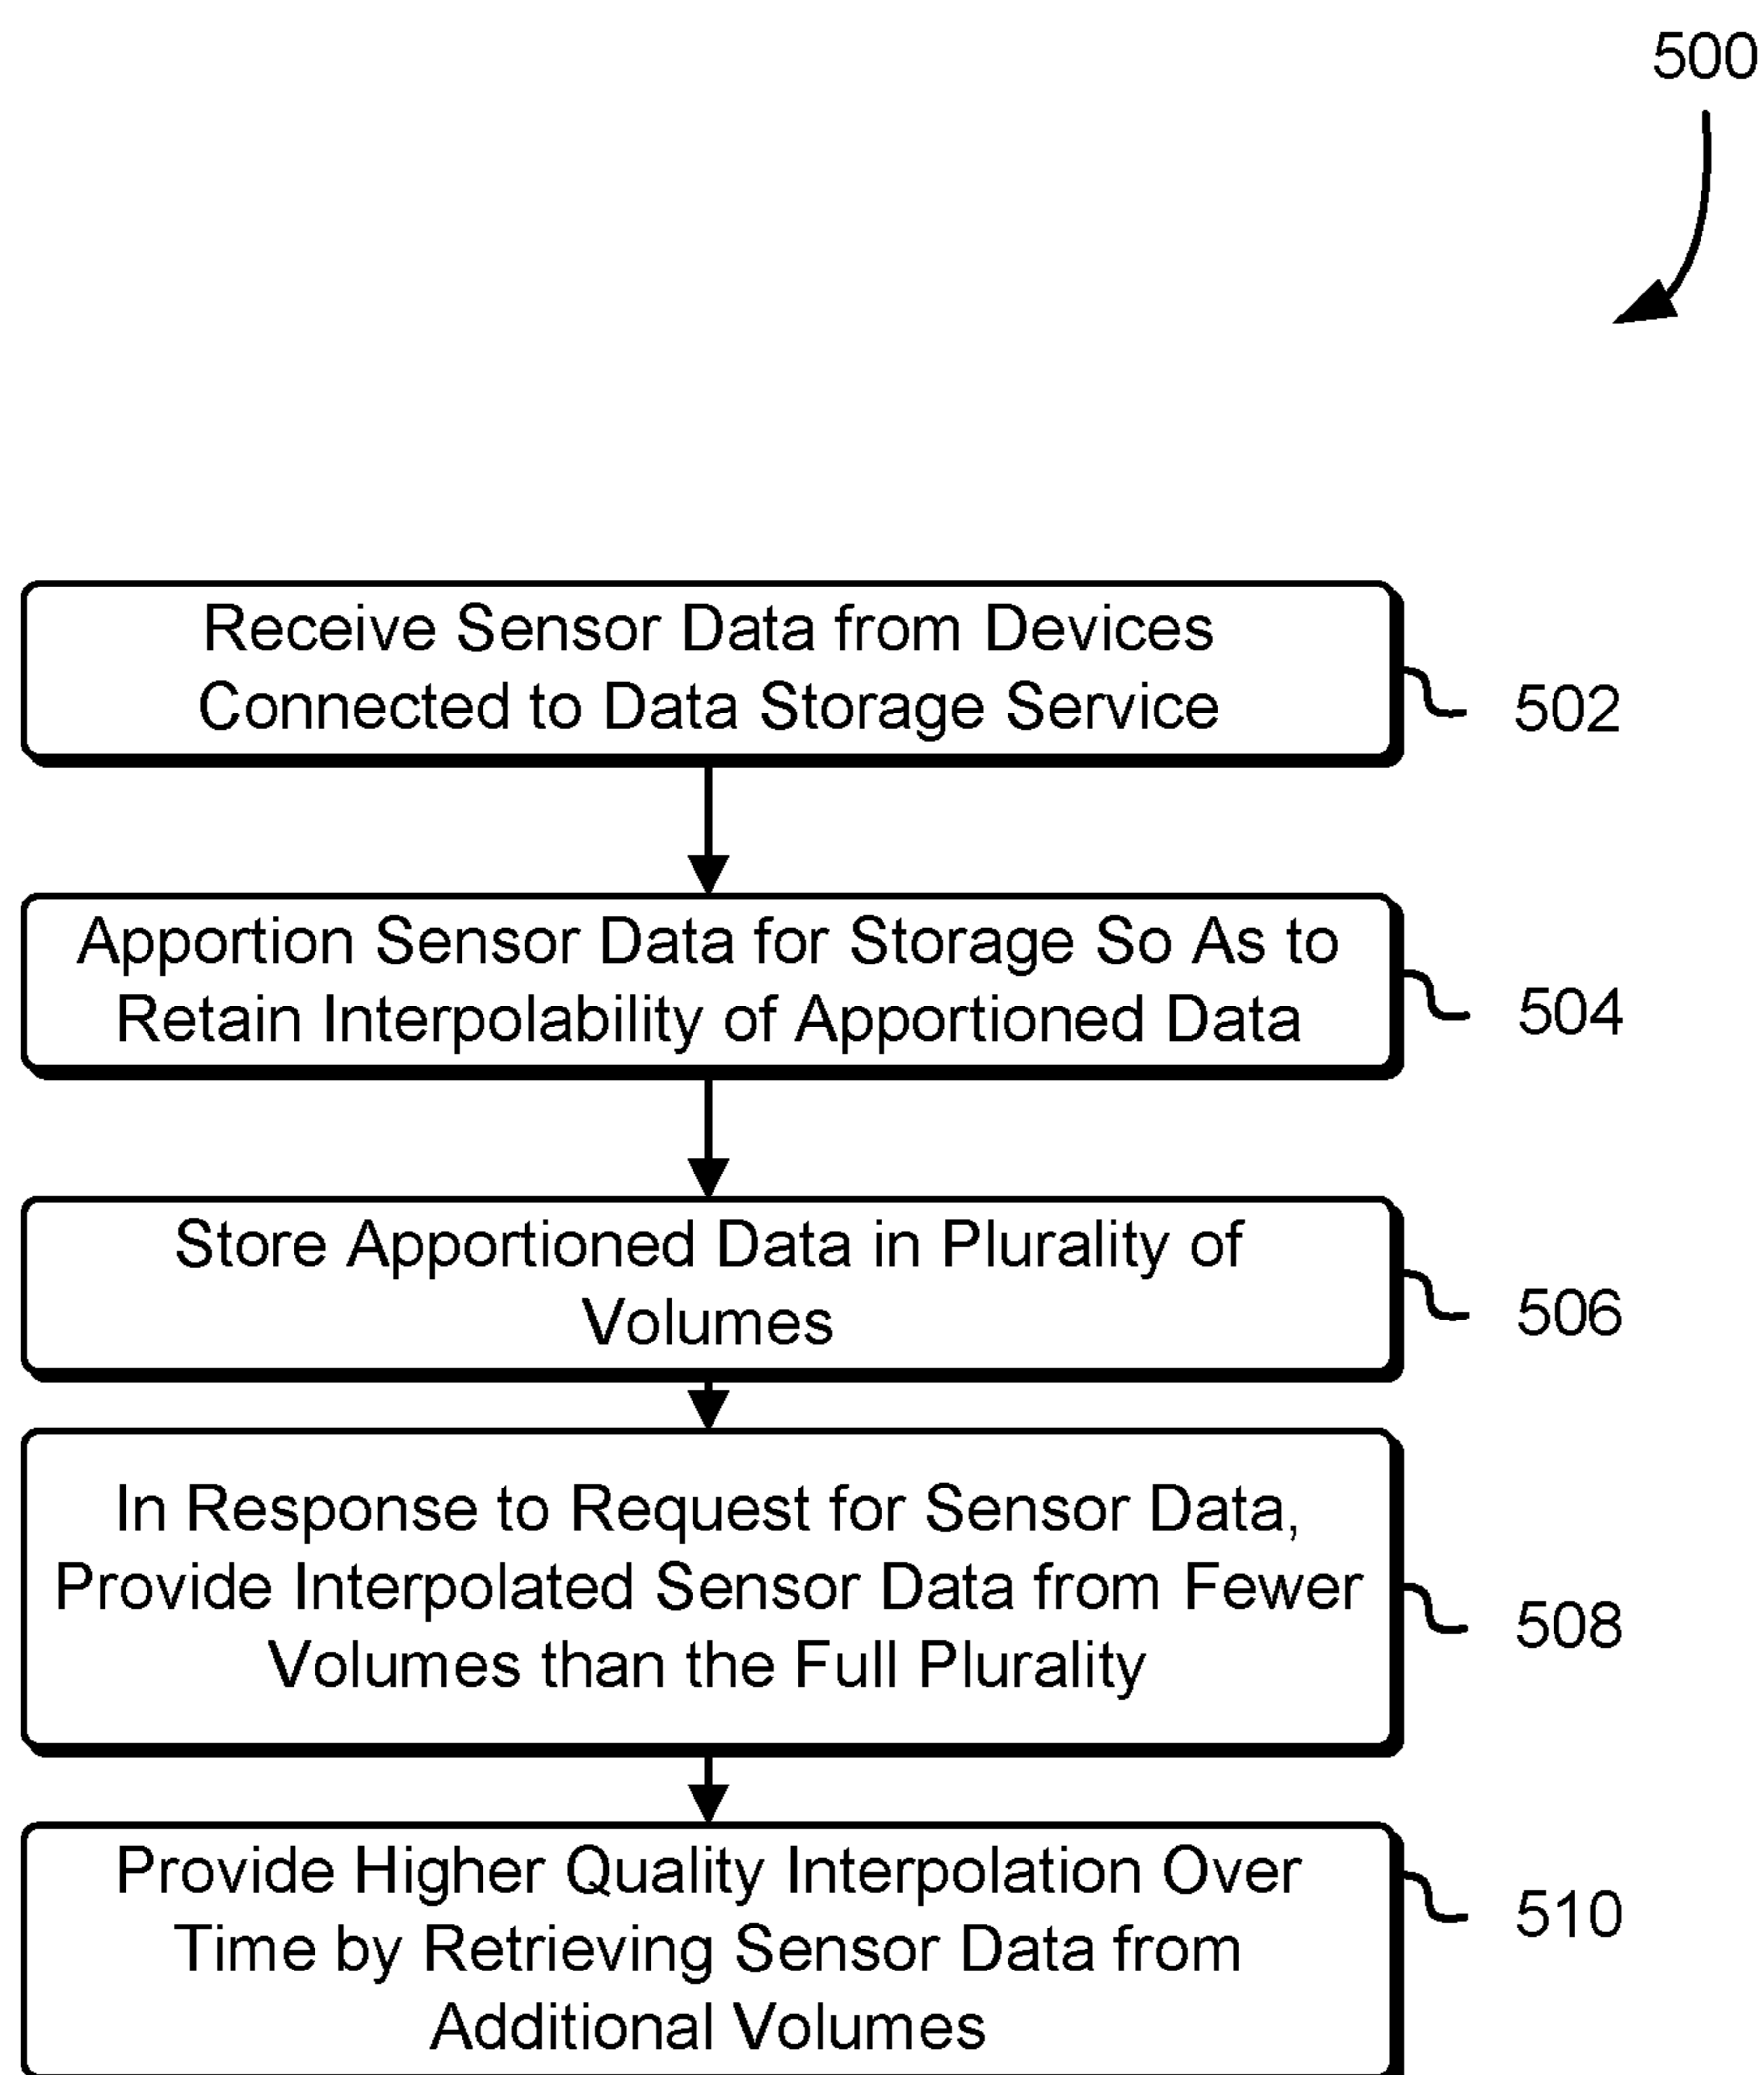 500
Receive Sensor Data from Devices
Connected to Data Storage Service
502
Apportion Sensor Data for Storage So As to
Retain Interpolability of Apportioned Data
504
Store Apportioned Data in Plurality of
Volumes
506
In Response to Request for Sensor Data,
Provide Interpolated Sensor Data from Fewer
Volumes than the Full Plurality
508
Provide Higher Quality Interpolation Over
Time by Retrieving Sensor Data from
Additional Volumes
510